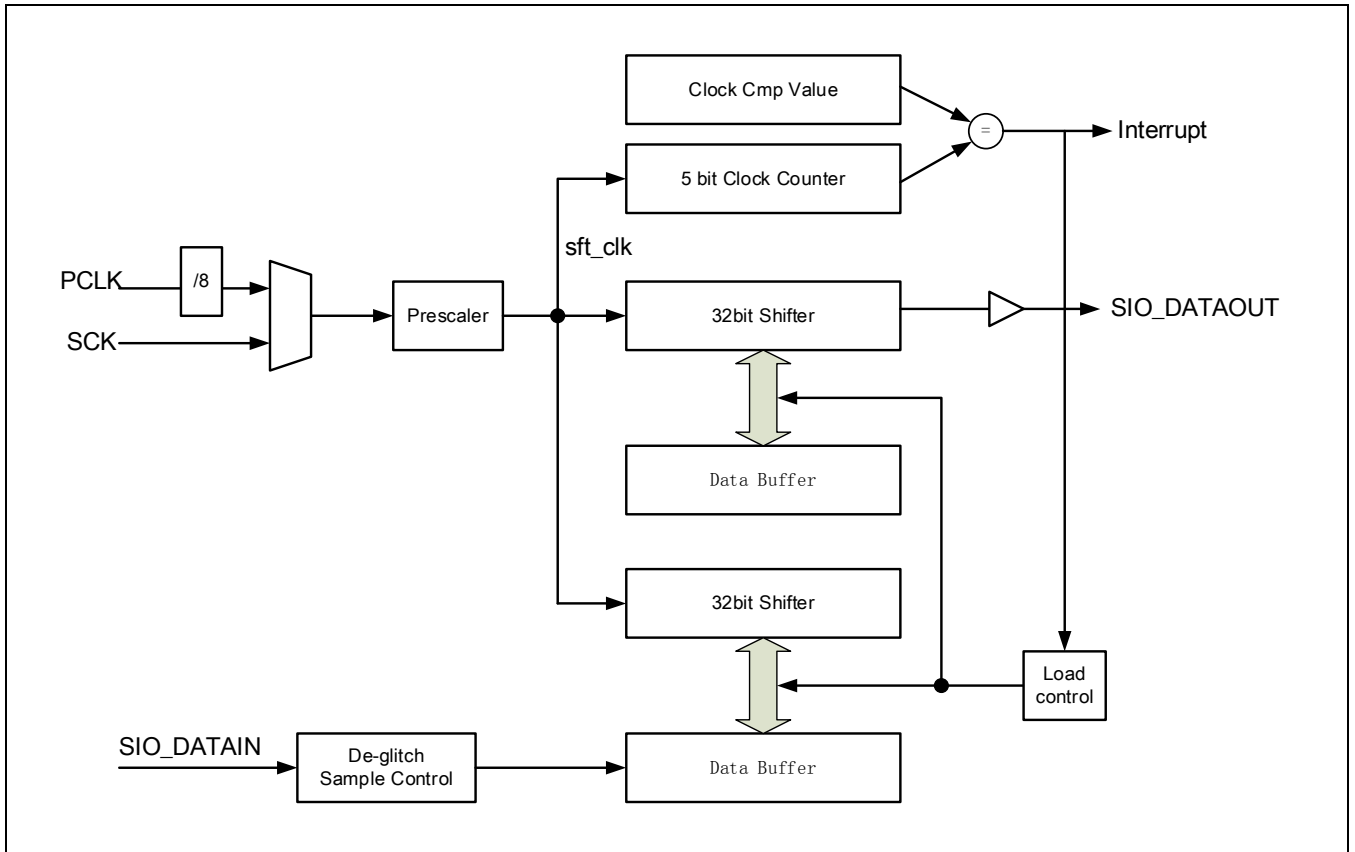 Clock Cmp Value
=
Interrupt
5 bit Clock Counter
sft_clk
PCLK
/8
SCK
Prescaler
32bit Shifter
SIO_DATAOUT
Data Buffer
32bit Shifter
Load
control
SIO_DATAIN
De-glitch
Sample Control
Data Buffer